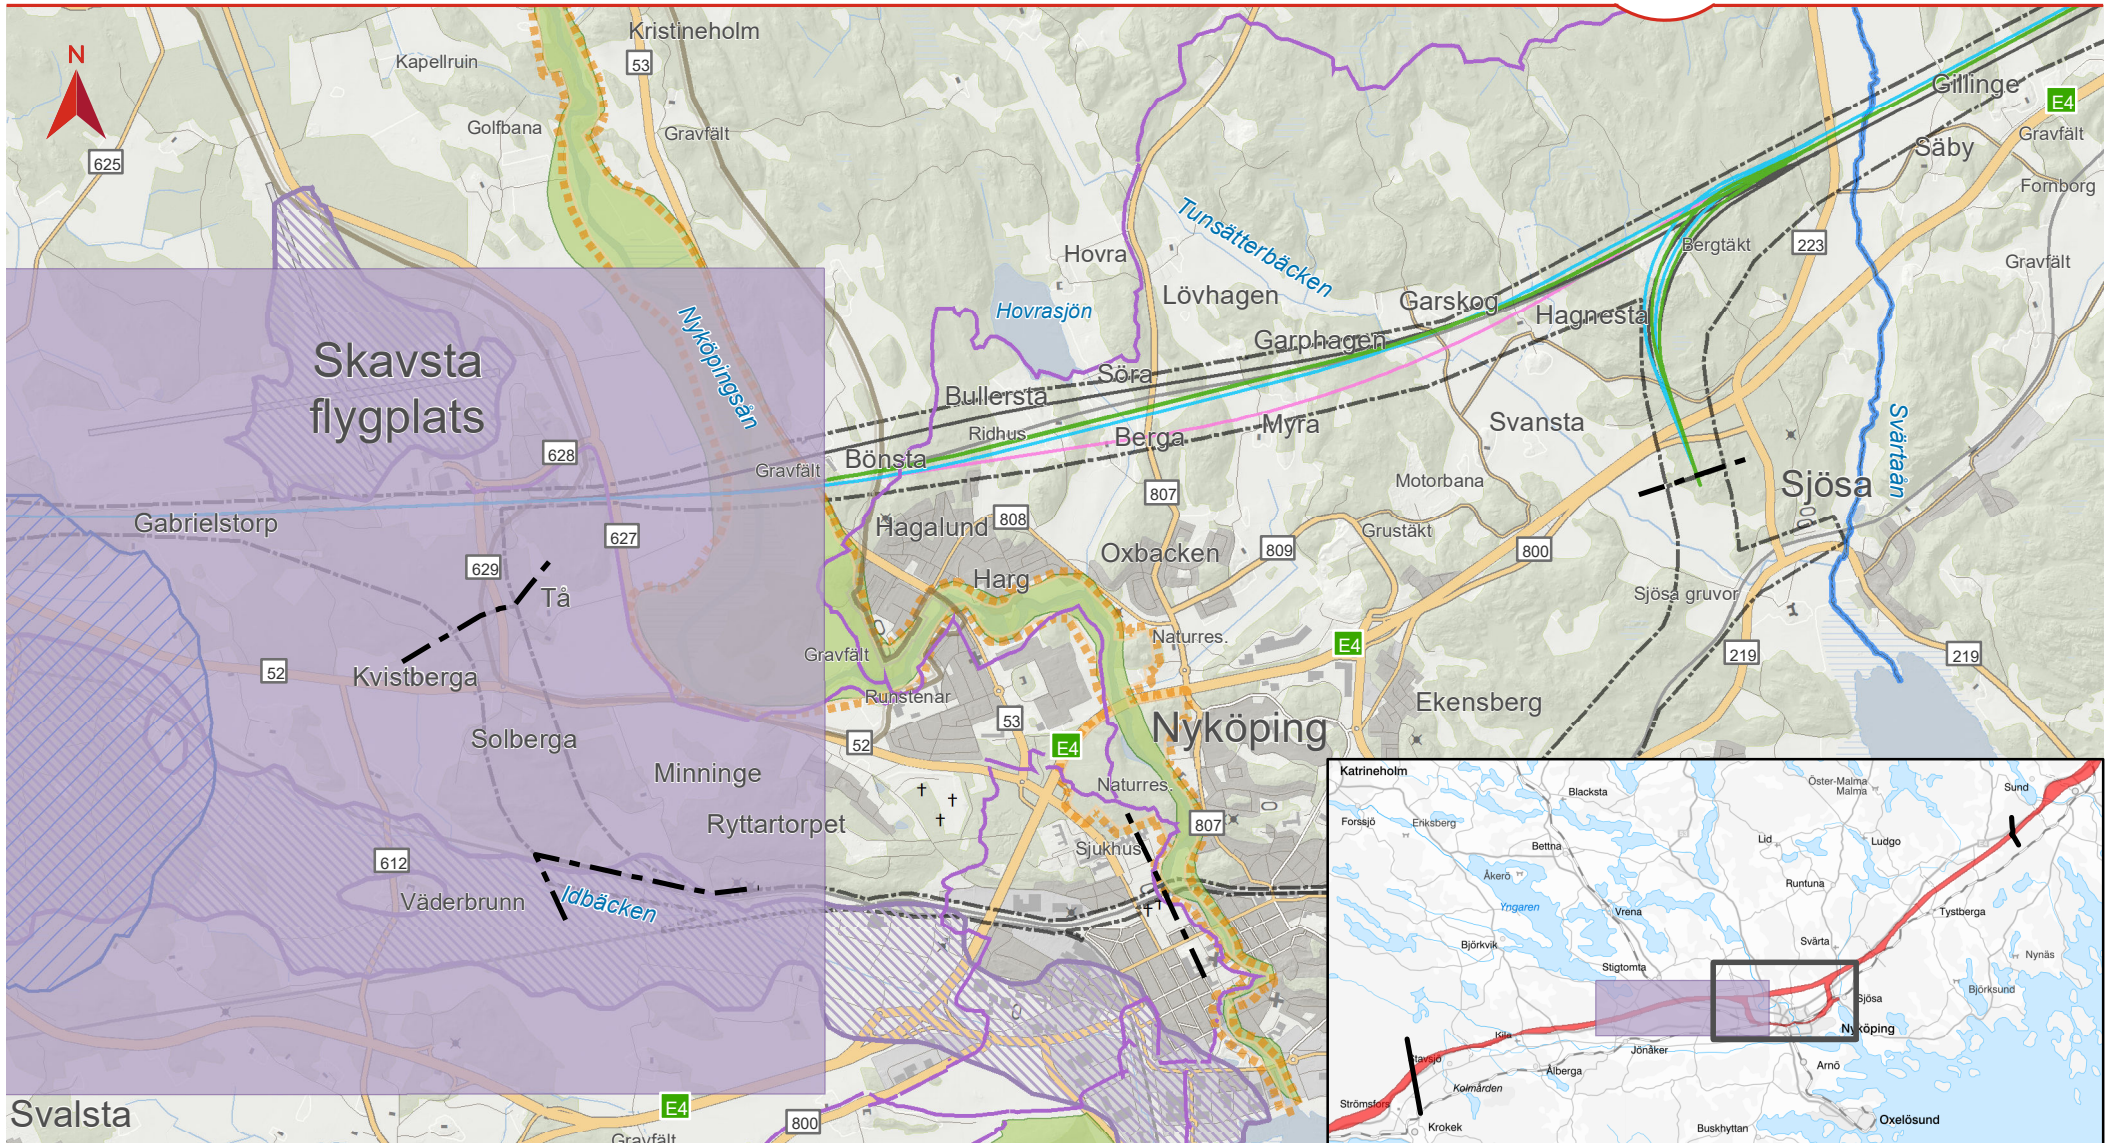 Kristineholm
N
Kapellruin
53
Gillinge
E4
Golfbana
Gravfält
Gravfält
625
Säby
Fornborg
Tunsätterbäcken
Hovra
Bergtäkt
223
Gravfält
Lövhagen
Garskog
Hovrasjön
Hagnesta
Nyköpingsån
Skavsta
flygplats
Garphagen
Söra
Bullersta
Svansta
Myra
Ridhus
Berga
Svärtaån
628
Bönsta
Gravfält
Motorbana
Sjösa
807
Gabrielstorp
Hagalund
808
627
Grustäkt
Oxbacken
809
800
629
Harg
Tå
Sjösa gruvor
Naturres.
E4
Gravfält
219
219
52
Kvistberga
Runstenar
Ekensberg
53
Nyköping
Solberga
52
E4
Minninge
Naturres.
Ryttartorpet
807
Sjukhus
612
Väderbrunn
Idbäcken
E4
Svalsta
800
Gravfält
Katrineholm
Blacksta
Öster-Malma
Malma
Sund
Forssjö
Eriksberg
Bettna
Lid
Ludgo
Åkerö
Runtuna
Yngaren
Vrena
Tystberga
Björkvik
Svärta
Nynäs
Stigtomta
Björksund
Sjösa
Nyköping
Kila
Jönåker
Stavsjö
Ålberga
Arnö
Kolmården
Strömsfors
Oxelösund
Krokek
Buskhyttan